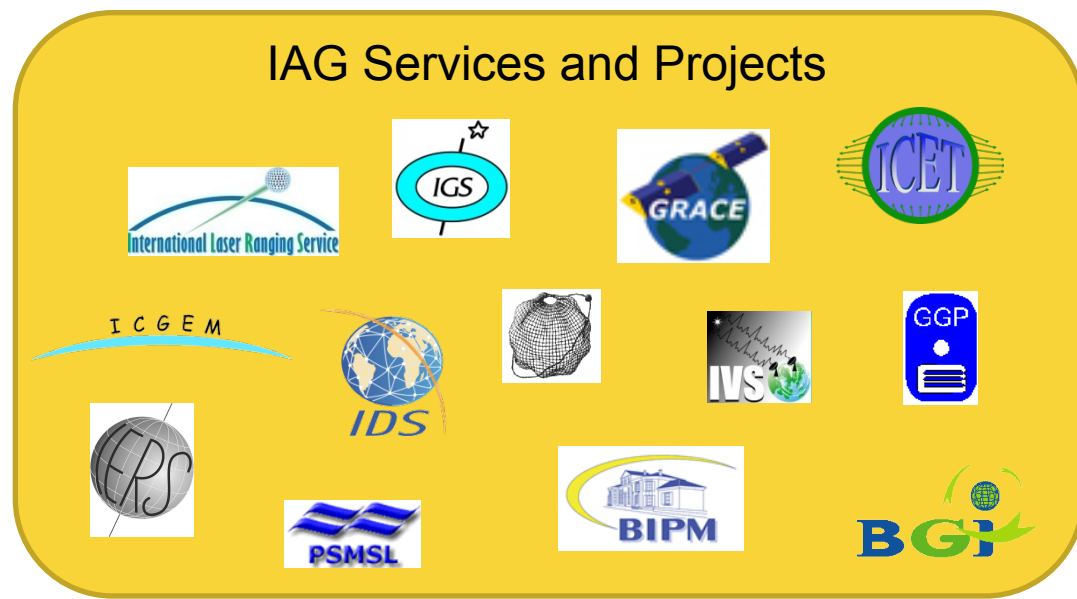 IAG Services and Projects
International Laser Ranging Service
IGS
GRACE
ICET
ICGEM
IDS
IVS
GGP
IERS
PSMSL
BIPM
BGI